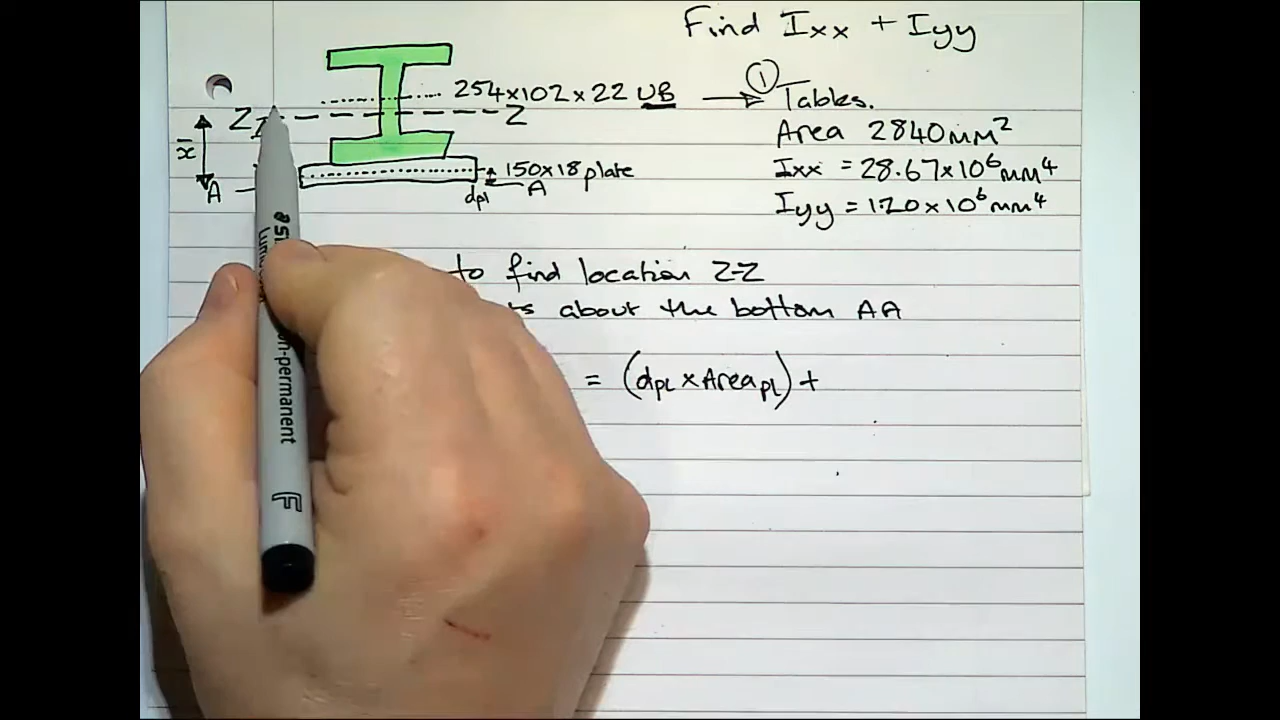 Find Ixx + Iyy
254x102x22 UB → ① Tables.
Z Z
Area 2840mm²
x̄
150x18 plate
Ixx = 28.67x10⁶mm⁴
A dpl A
Iyy = 120x10⁶mm⁴
to find location Z-Z
about the bottom AA
= (dPL x AreaPL) +
non-permanent
F